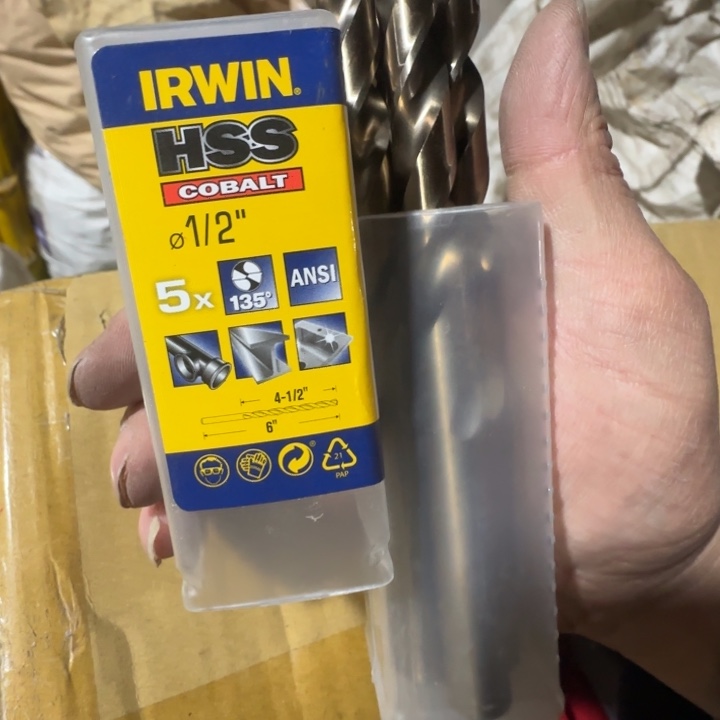 IRWIN®
HSS
COBALT
ø1/2"
5x
135°
ANSI
4-1/2"
6"
®
21
PAP